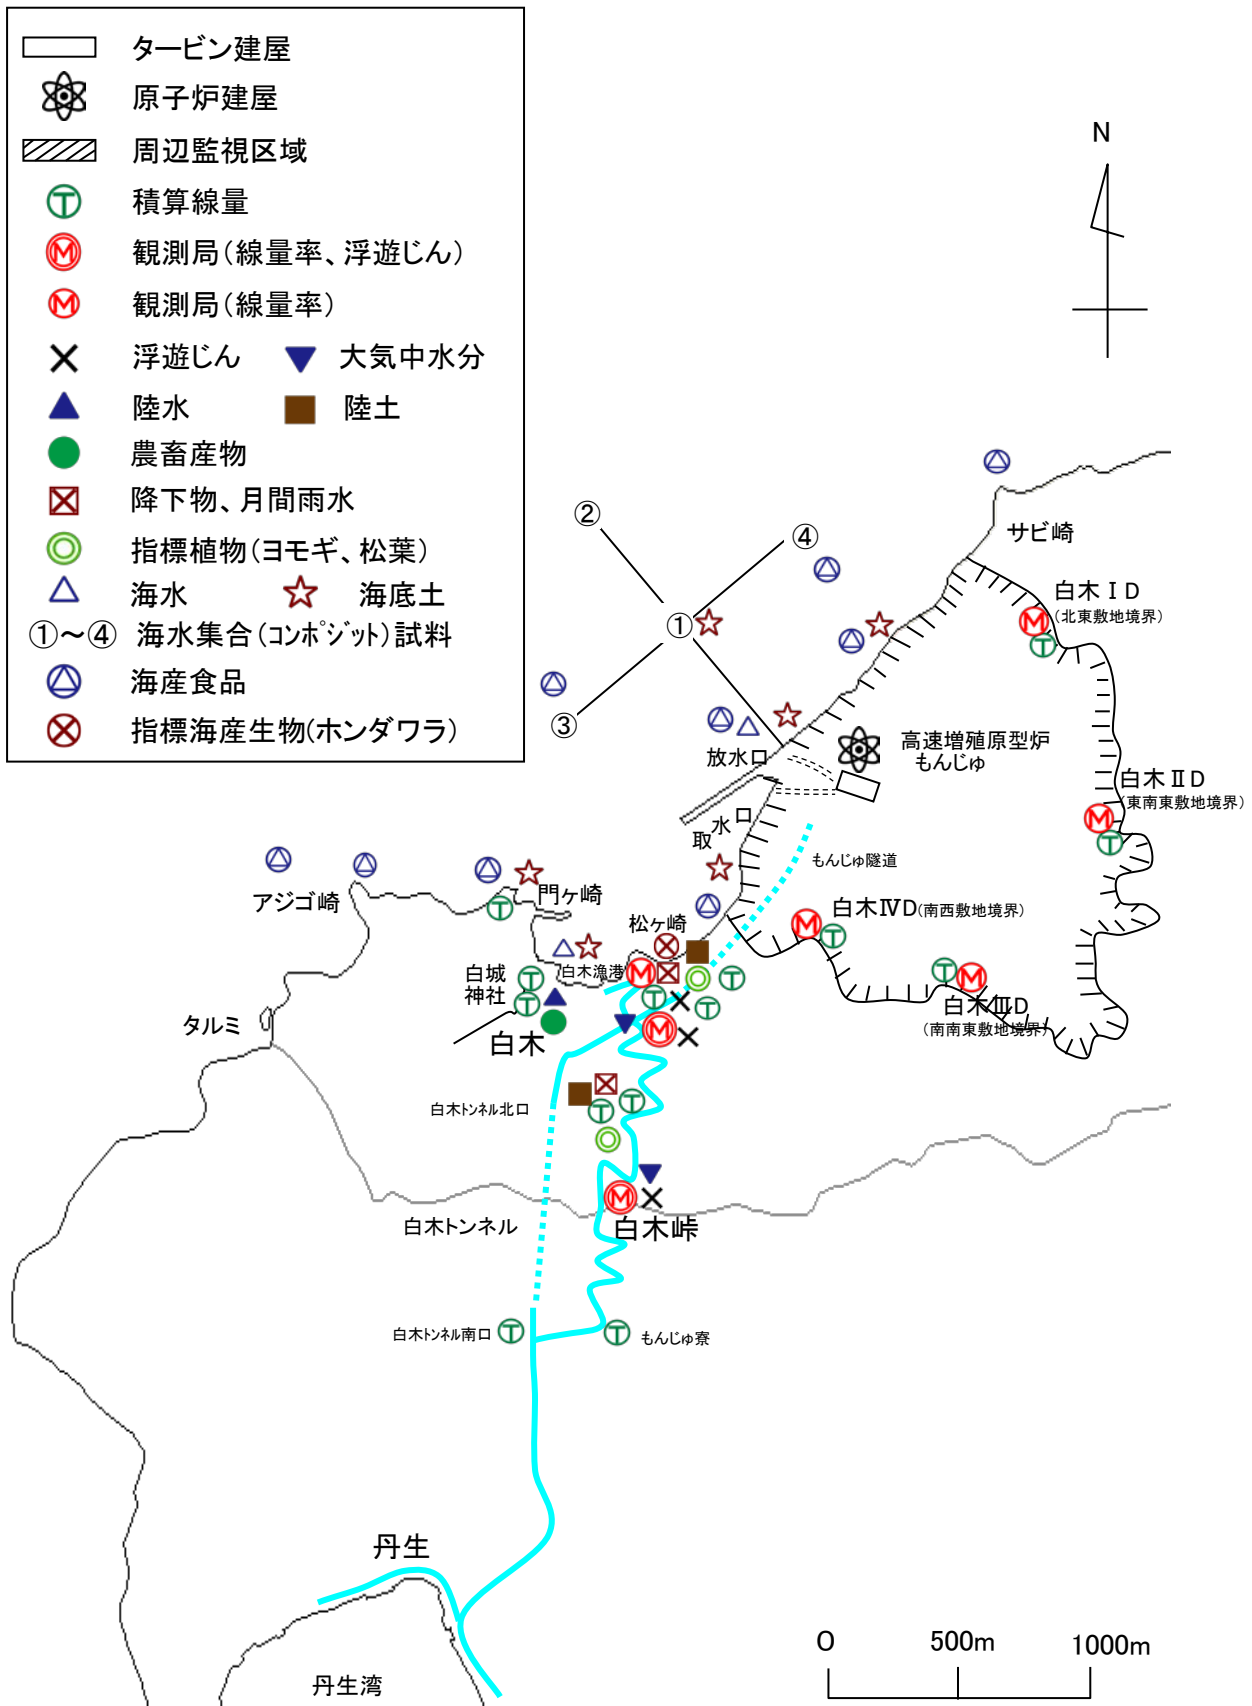 タービン建屋
原子炉建屋
周辺監視区域
積算線量
観測局(線量率、浮遊じん)
観測局(線量率)
浮遊じん 大気中水分
陸水 陸土
農畜産物
降下物、月間雨水
指標植物(ヨモギ、松葉)
海水 海底土
①～④ 海水集合(コンポジット)試料
海産食品
指標海産生物(ホンダワラ)
N
②
④
①
③
サビ崎
白木ⅠD
(北東敷地境界)
放水口
高速増殖原型炉
もんじゅ
白木ⅡD
(東南東敷地境界)
取水口
もんじゅ隧道
アジゴ崎
門ヶ崎
松ヶ崎
白木ⅣD(南西敷地境界)
白木漁港
白城
神社
白木ⅢD
(南南東敷地境界)
タルミ
白木
白木トンネル北口
白木トンネル
白木峠
白木トンネル南口
もんじゅ寮
丹生
丹生湾
0 500m 1000m